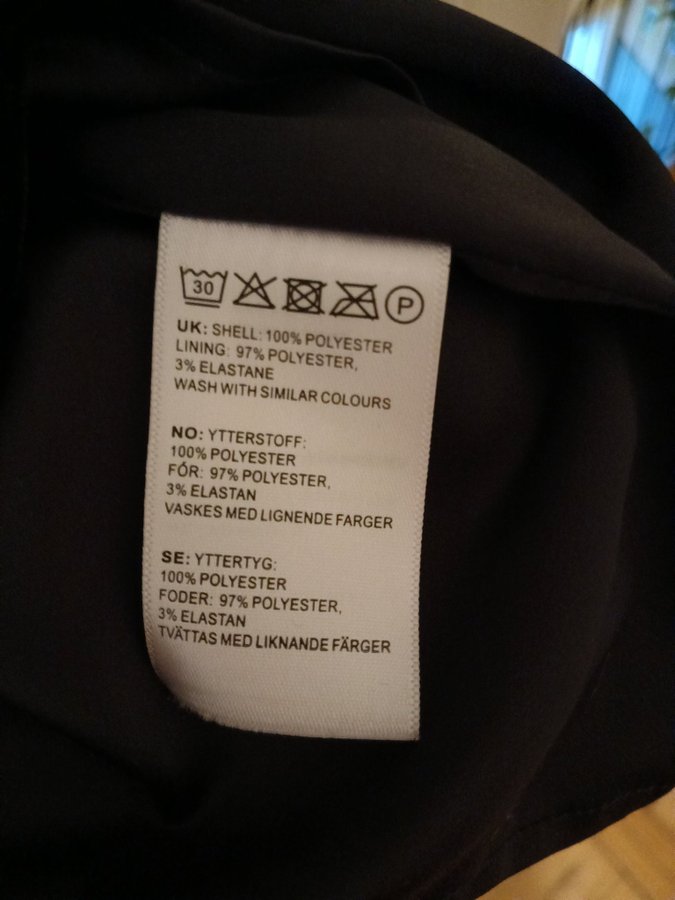 30 P
UK: SHELL: 100% POLYESTER
LINING: 97% POLYESTER,
3% ELASTANE
WASH WITH SIMILAR COLOURS
NO: YTTERSTOFF:
100% POLYESTER
FÓR: 97% POLYESTER,
3% ELASTAN
VASKES MED LIGNENDE FARGER
SE: YTTERTYG:
100% POLYESTER
FODER: 97% POLYESTER,
3% ELASTAN
TVÄTTAS MED LIKNANDE FÄRGER